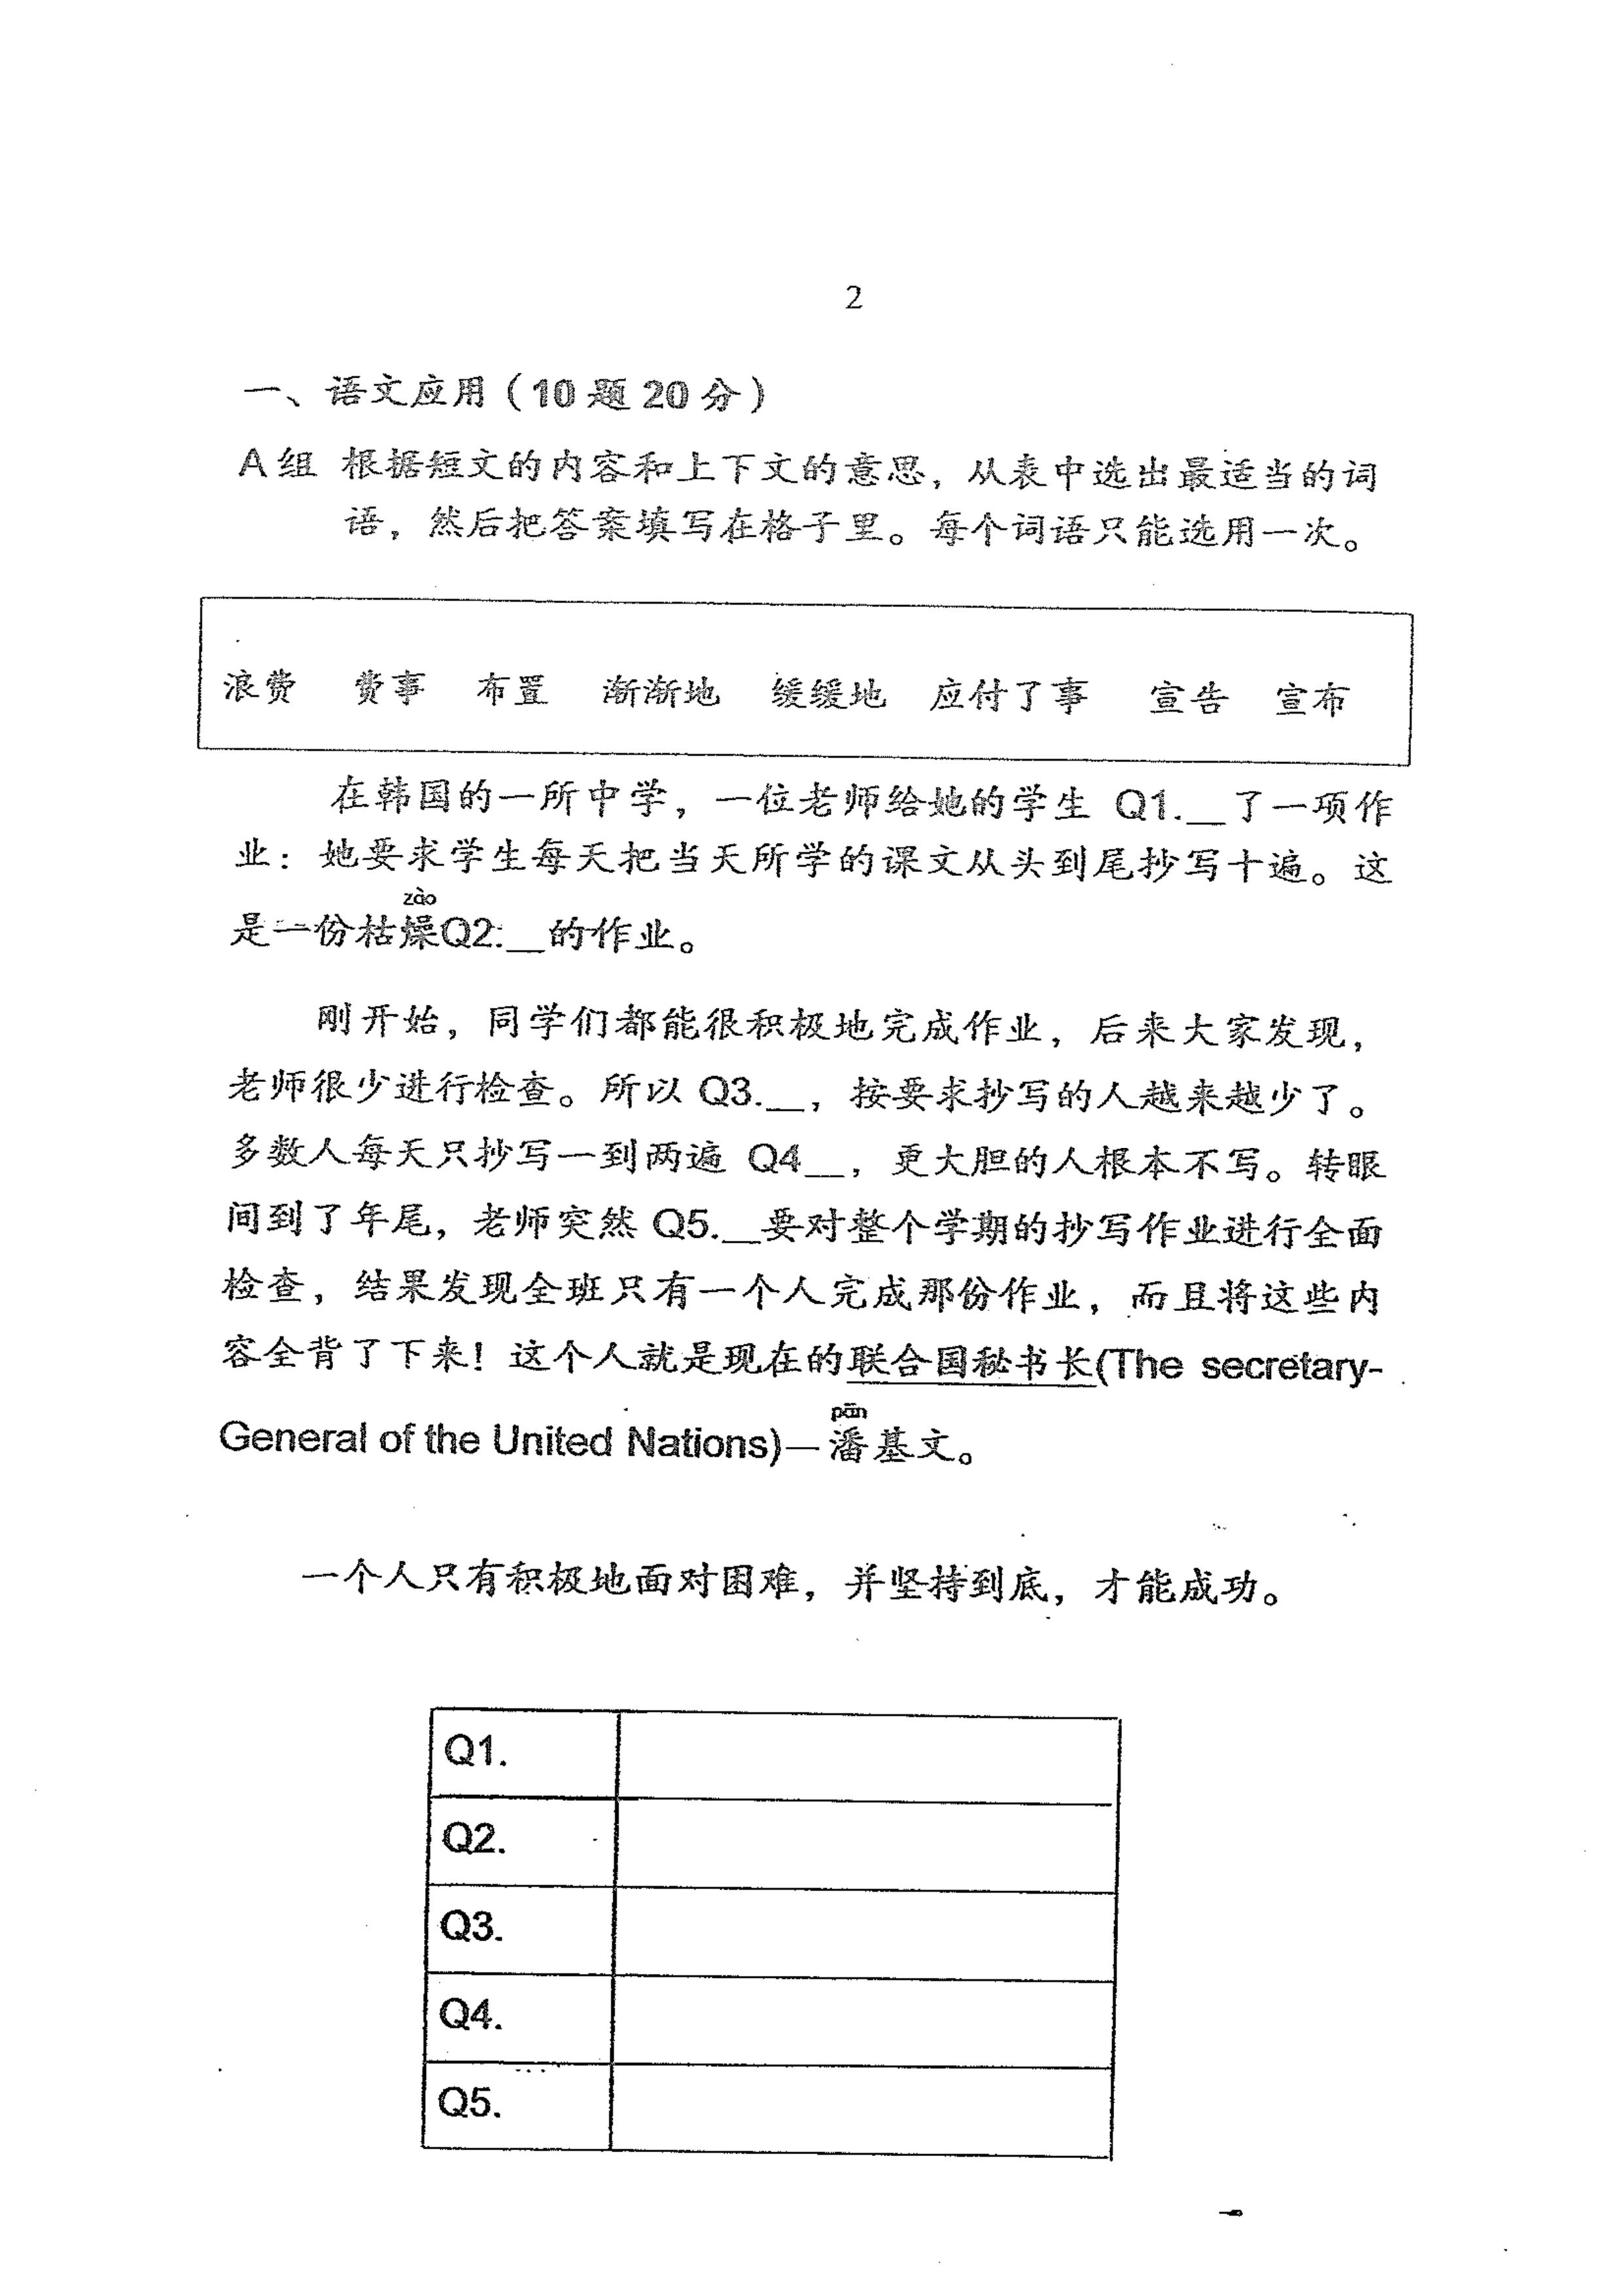 2
一、语文应用（10 题 20 分）
A 组 根据短文的内容和上下文的意思，从表中选出最适当的词
语，然后把答案填写在格子里。每个词语只能选用一次。
浪费 费事 布置 渐渐地 缓缓地 应付了事 宣告 宣布
在韩国的一所中学，一位老师给她的学生 Q1.__了一项作
业：她要求学生每天把当天所学的课文从头到尾抄写十遍。这
zào
是一份枯燥Q2.__的作业。
刚开始，同学们都能很积极地完成作业，后来大家发现，
老师很少进行检查。所以 Q3.__，按要求抄写的人越来越少了。
多数人每天只抄写一到两遍 Q4__，更大胆的人根本不写。转眼
间到了年尾，老师突然 Q5.__要对整个学期的抄写作业进行全面
检查，结果发现全班只有一个人完成那份作业，而且将这些内
容全背了下来！这个人就是现在的联合国秘书长(The secretary-
pān
General of the United Nations)—潘基文。
一个人只有积极地面对困难，并坚持到底，才能成功。
Q1.
Q2.
Q3.
Q4.
Q5.